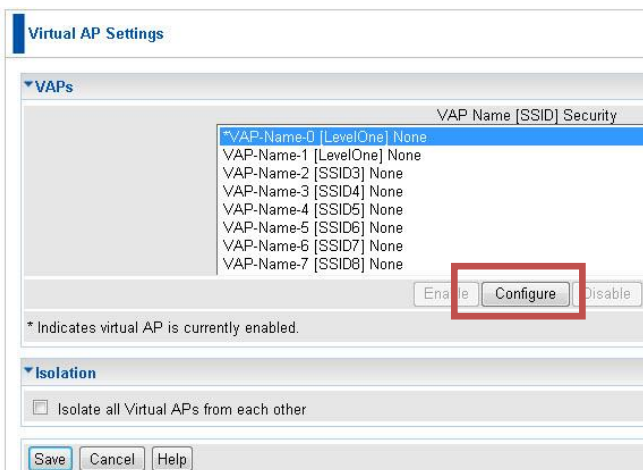 Virtual AP Settings
VAPs
VAP Name [SSID] Security
*VAP-Name-0 [LevelOne] None
VAP-Name-1 [LevelOne] None
VAP-Name-2 [SSID3] None
VAP-Name-3 [SSID4] None
VAP-Name-4 [SSID5] None
VAP-Name-5 [SSID6] None
VAP-Name-6 [SSID7] None
VAP-Name-7 [SSID8] None
Enable Configure Disable
* Indicates virtual AP is currently enabled.
Isolation
Isolate all Virtual APs from each other
Save Cancel Help